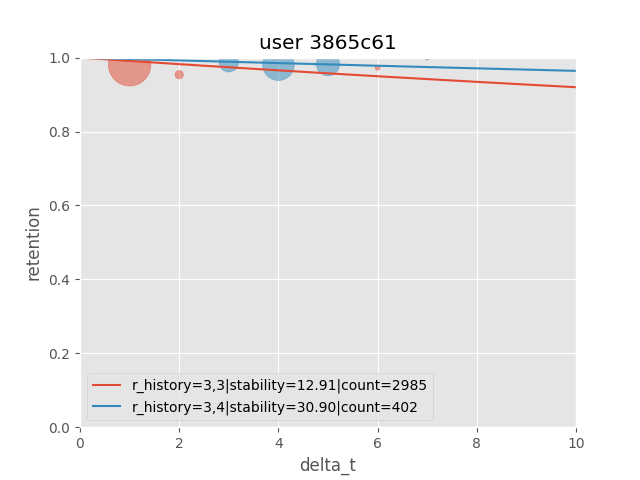 user 3865c61
1.0
0.8
0.6
0.4
0.2
0.0
retention
r_history=3,3|stability=12.91|count=2985
r_history=3,4|stability=30.90|count=402
0 2 4 6 8 10
delta_t